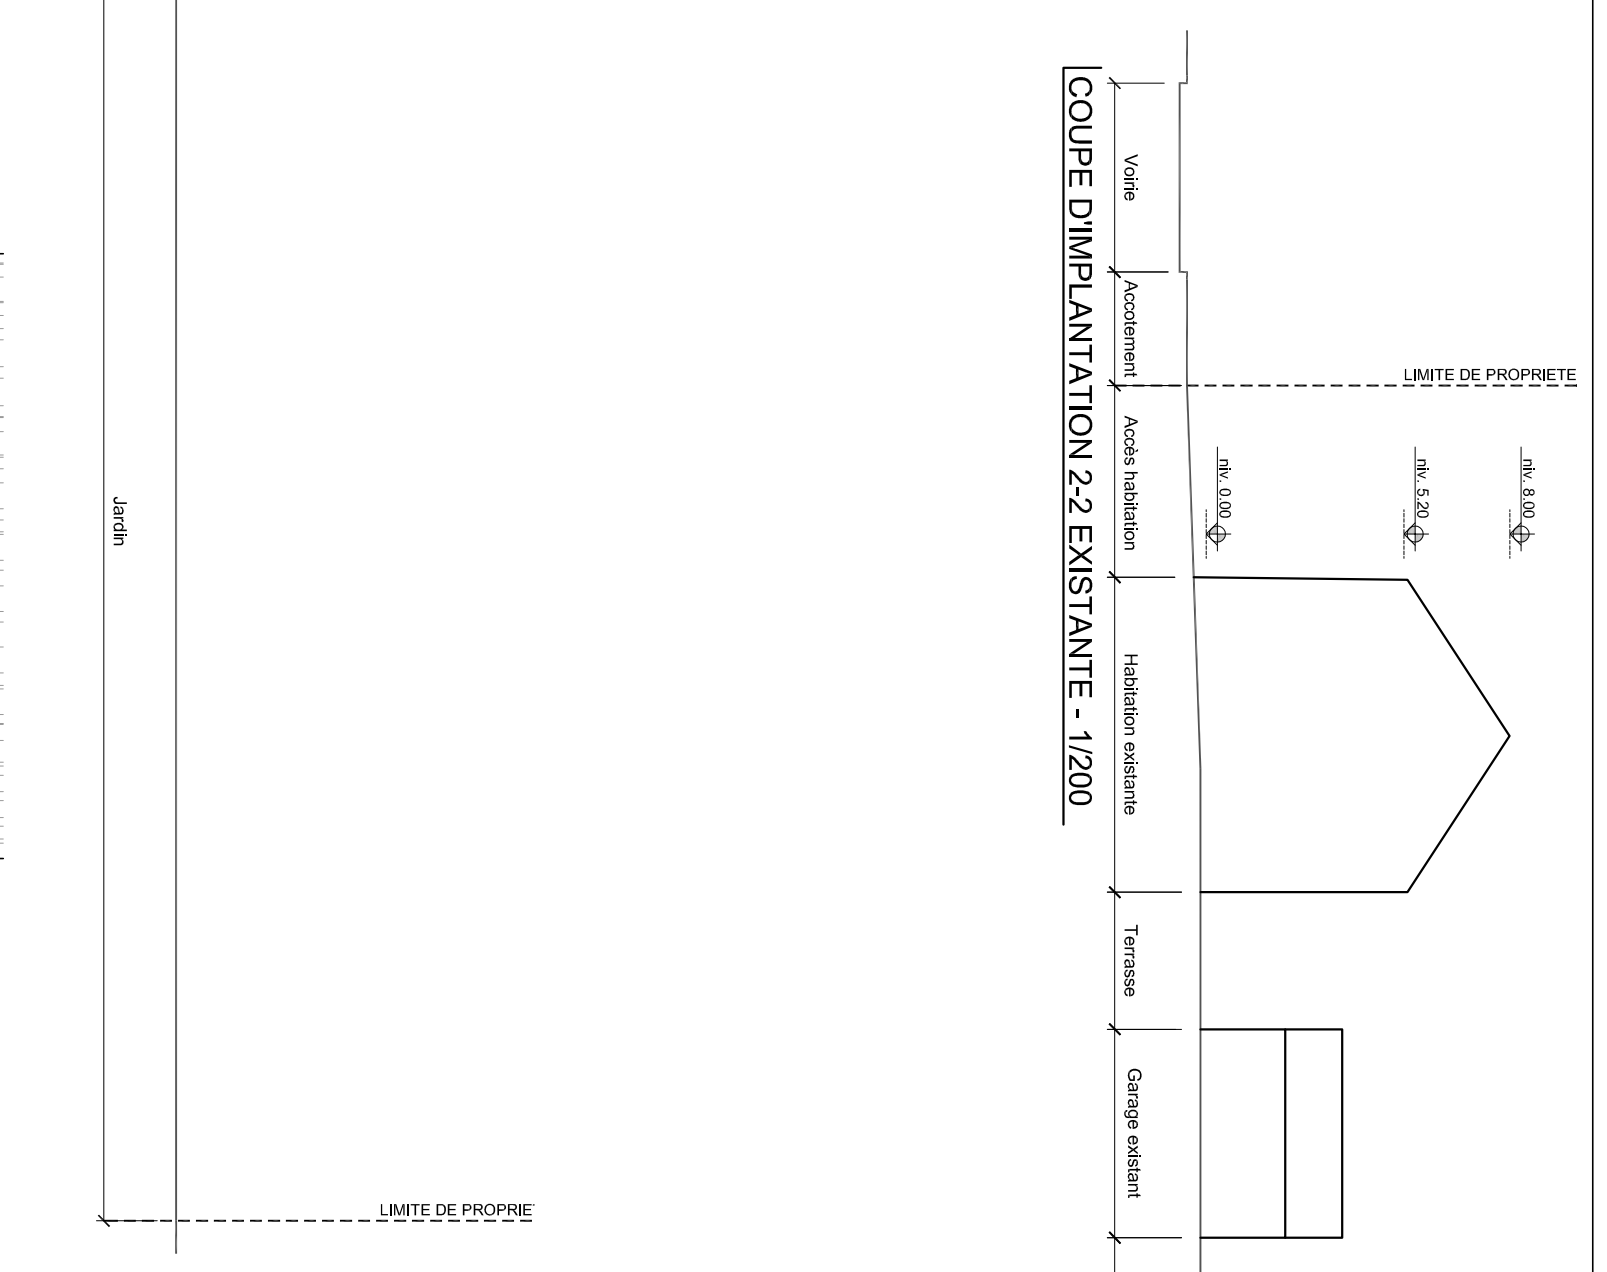 COUPE D'IMPLANTATION 2-2 EXISTANTE - 1/200
Voirie
Accotement
Accès habitation
Habitation existante
Terrasse
Garage existant
LIMITE DE PROPRIETE
niv. 8.00
niv. 5.20
niv. 0.00
Jardin
LIMITE DE PROPRIE